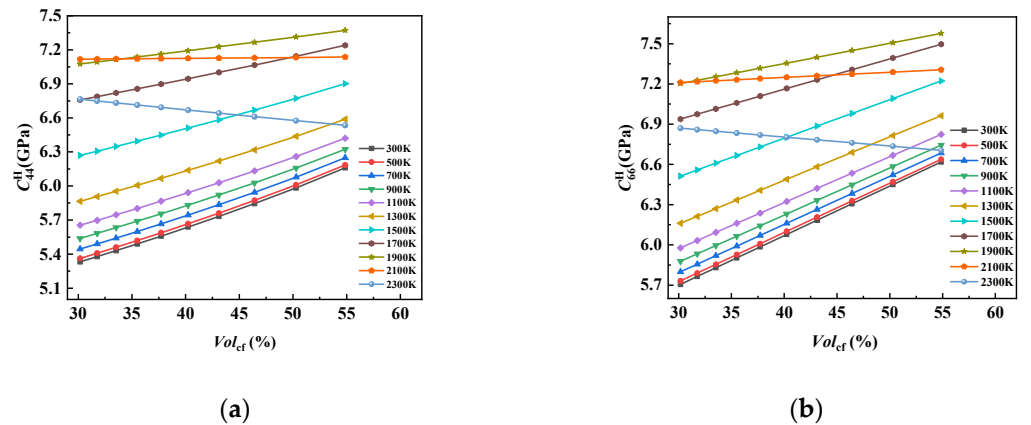 7.5
7.2
6.9
6.6
6.3
6.0
5.7
5.4
5.1
C44^H(GPa)
30 35 40 45 50 55 60
Vol_cf (%)
300K
500K
700K
900K
1100K
1300K
1500K
1700K
1900K
2100K
2300K
(a)
7.5
7.2
6.9
6.6
6.3
6.0
5.7
C66^H(GPa)
30 35 40 45 50 55 60
Vol_cf (%)
300K
500K
700K
900K
1100K
1300K
1500K
1700K
1900K
2100K
2300K
(b)